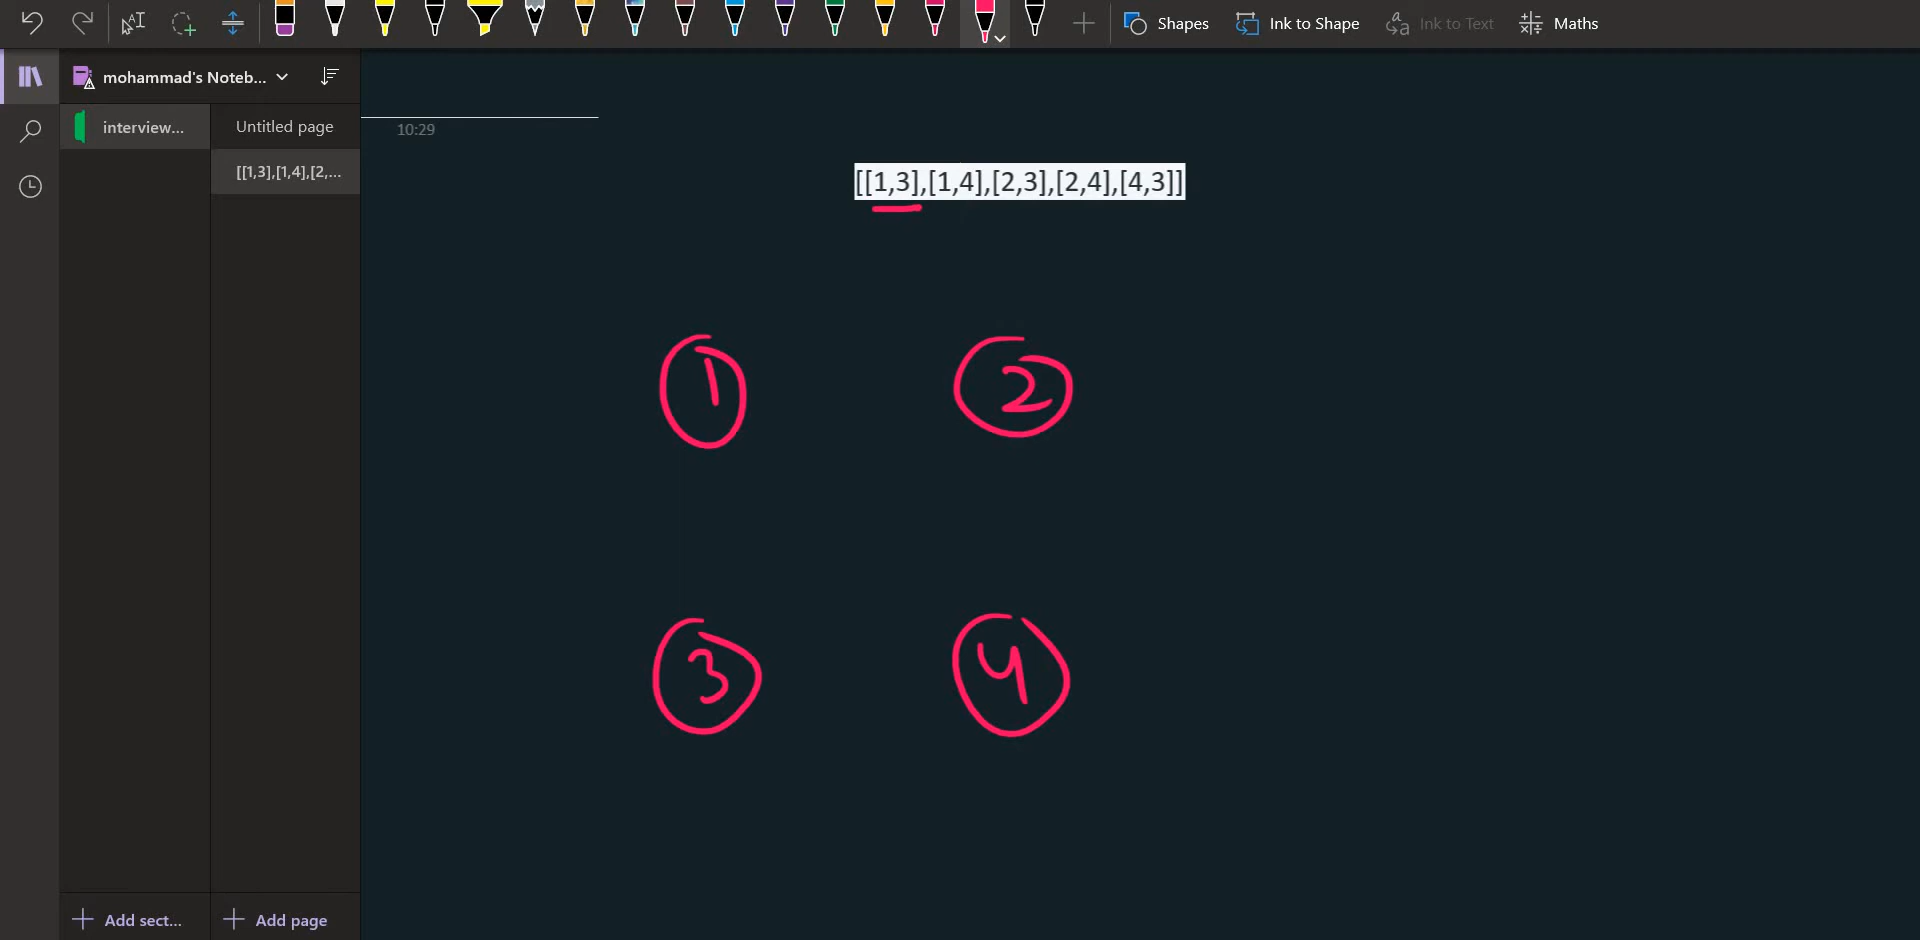 Shapes
Ink to Shape
Ink to Text
Maths
mohammad's Noteb...
interview...
Untitled page
[[1,3],[1,4],[2,...
10:29
[[1,3],[1,4],[2,3],[2,4],[4,3]]
1
2
3
4
Add sect...
Add page